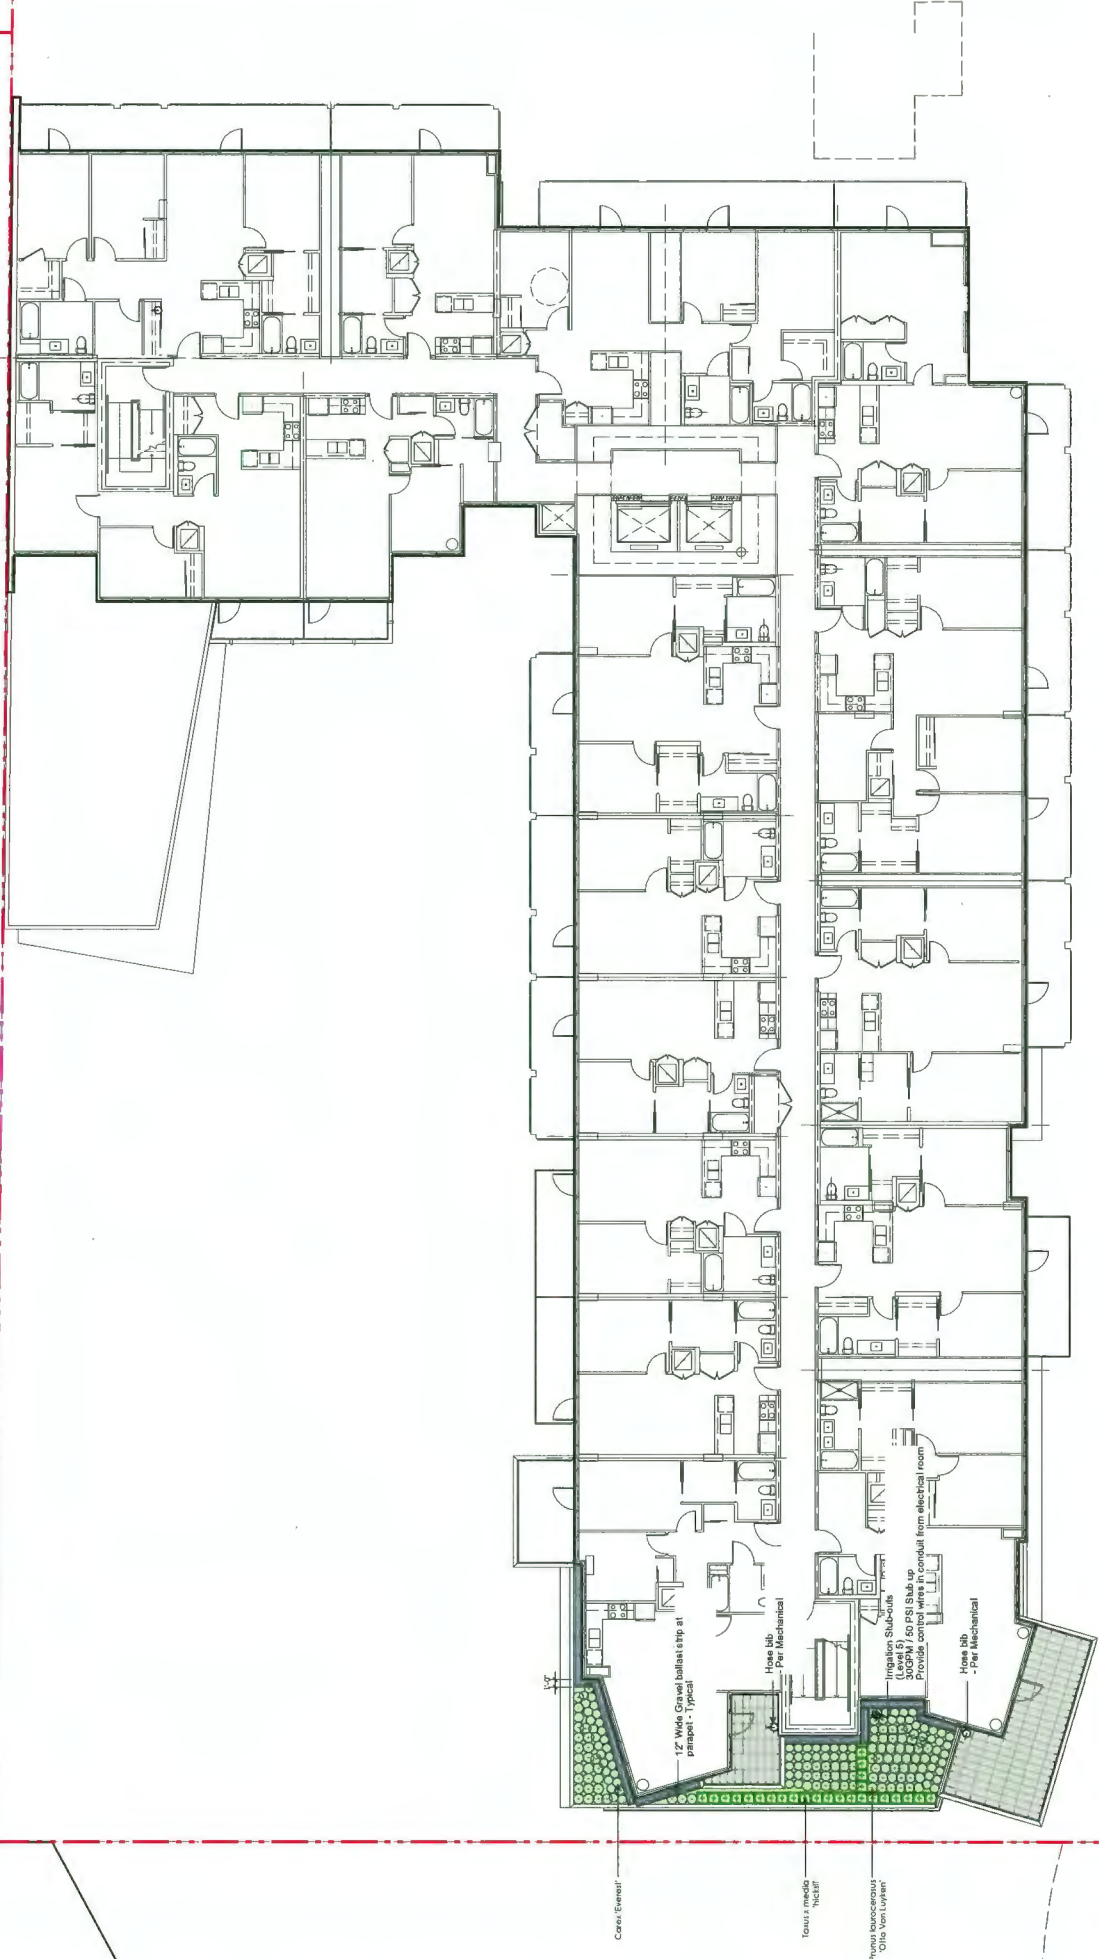 12" Wide Gravel ballast strip at
parapet - Typical
Hose bib
- Per Mechanical
Irrigation Stub-outs
(Level 5)
30GPM / 50 PSI Stub up
Provide control wires in conduit from electrical room
Hose bib
- Per Mechanical
Carex 'Everest'
Taxus x media
'hicksii'
Prunus laurocerasus
'Otto Van Luyken'